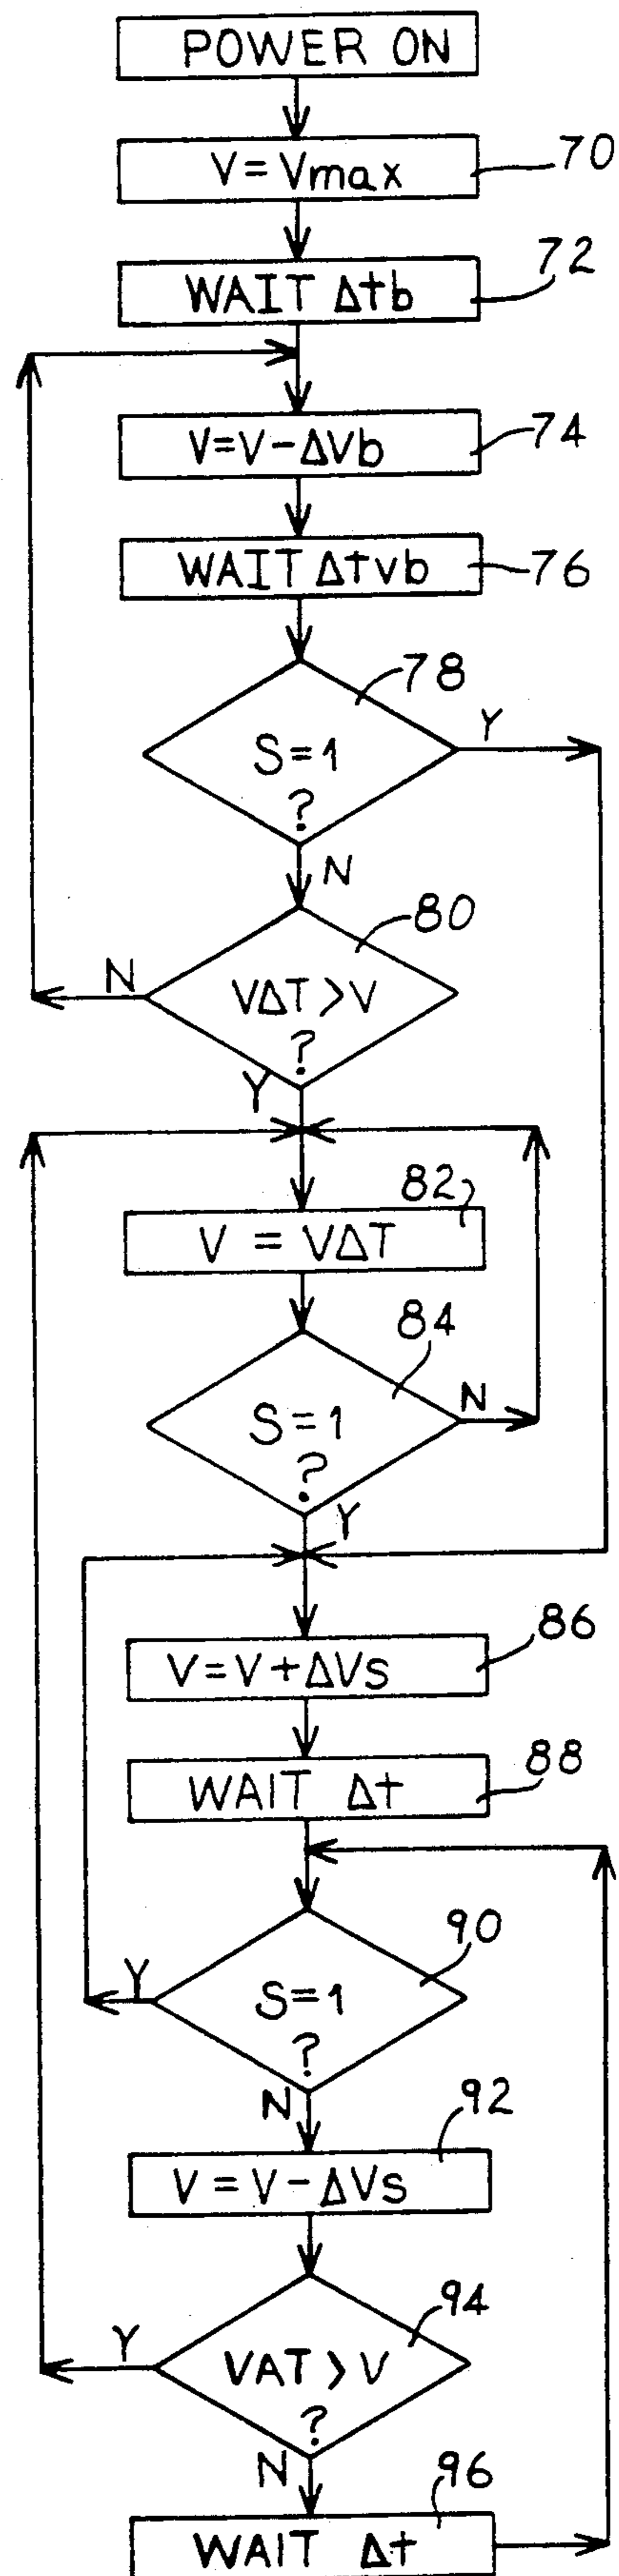 POWER ON
V=Vmax
70
WAIT Δtb
72
V=V-ΔVb
74
WAIT Δtvb
76
78
S=1
?
Y
N
80
VΔT>V
?
N
Y
82
V = VΔT
84
S=1
?
N
Y
86
V=V+ΔVs
88
WAIT Δt
90
S=1
?
Y
N
92
V=V-ΔVs
94
VAT>V
?
Y
N
96
WAIT Δt